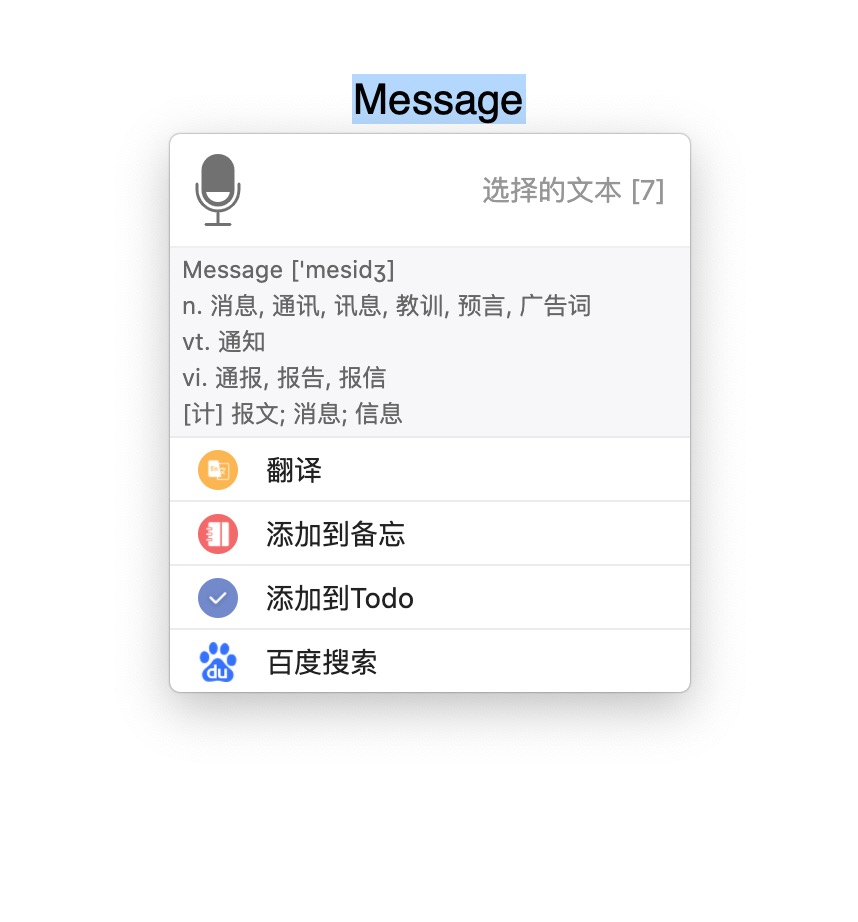 Message
选择的文本 [7]
Message ['mesidʒ]
n. 消息, 通讯, 讯息, 教训, 预言, 广告词
vt. 通知
vi. 通报, 报告, 报信
[计] 报文; 消息; 信息
翻译
添加到备忘
添加到Todo
du
百度搜索